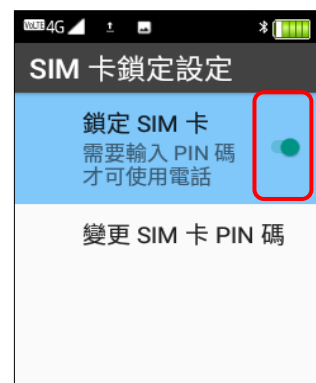 VoLTE 4G
SIM 卡鎖定設定
鎖定 SIM 卡
需要輸入 PIN 碼
才可使用電話
變更 SIM 卡 PIN 碼